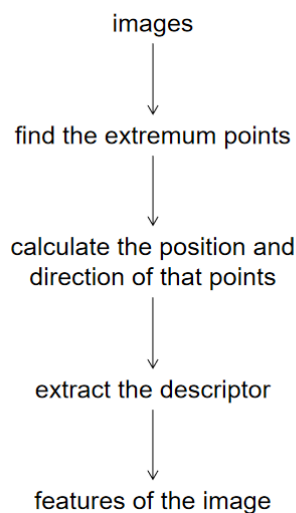 images
find the extremum points
calculate the position and
direction of that points
extract the descriptor
features of the image